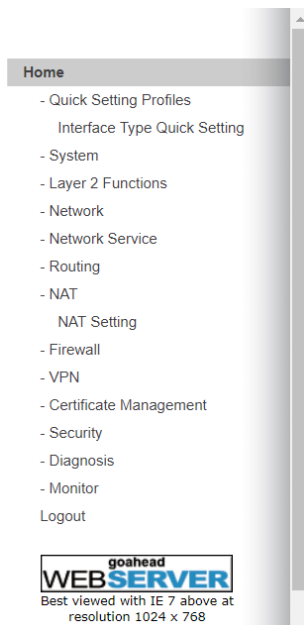 Home
- Quick Setting Profiles
Interface Type Quick Setting
- System
- Layer 2 Functions
- Network
- Network Service
- Routing
- NAT
NAT Setting
- Firewall
- VPN
- Certificate Management
- Security
- Diagnosis
- Monitor
Logout
goahead
WEBSERVER
Best viewed with IE 7 above at
resolution 1024 x 768